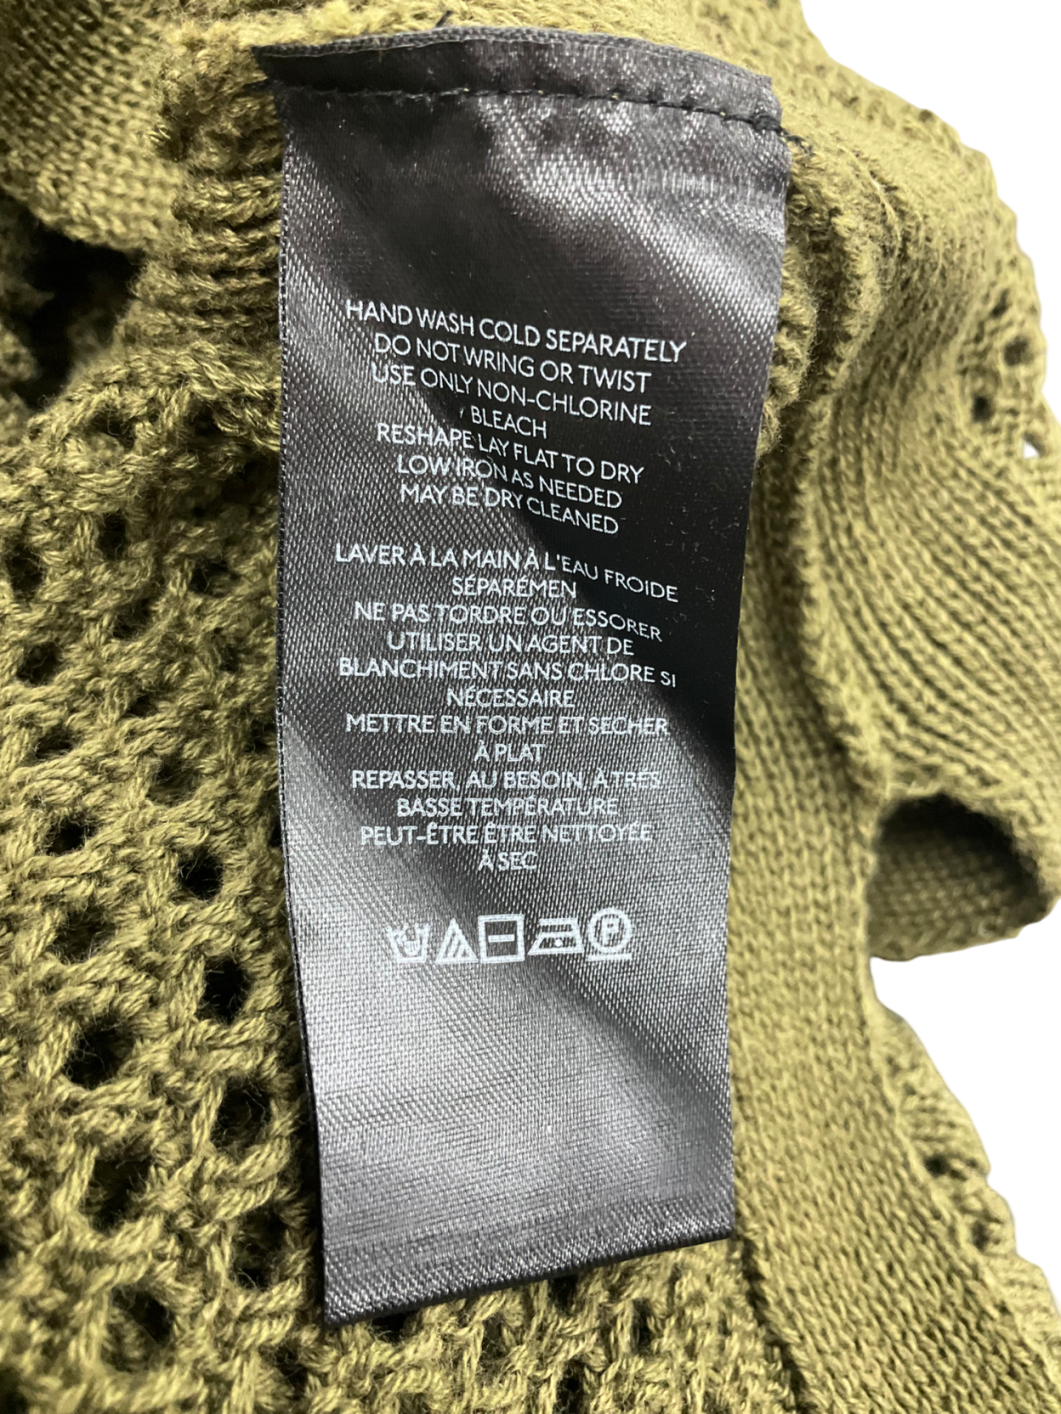 HAND WASH COLD SEPARATELY
DO NOT WRING OR TWIST
USE ONLY NON-CHLORINE
BLEACH
RESHAPE LAY FLAT TO DRY
LOW IRON AS NEEDED
MAY BE DRY CLEANED
LAVER À LA MAIN À L'EAU FROIDE
SÉPARÉMEN
NE PAS TORDRE OU ESSORER
UTILISER UN AGENT DE
BLANCHIMENT SANS CHLORE SI
NÉCESSAIRE
METTRE EN FORME ET SÉCHER
À PLAT
REPASSER, AU BESOIN, À TRÈS
BASSE TEMPÉRATURE
PEUT-ÊTRE ÊTRE NETTOYÉE
À SEC
P